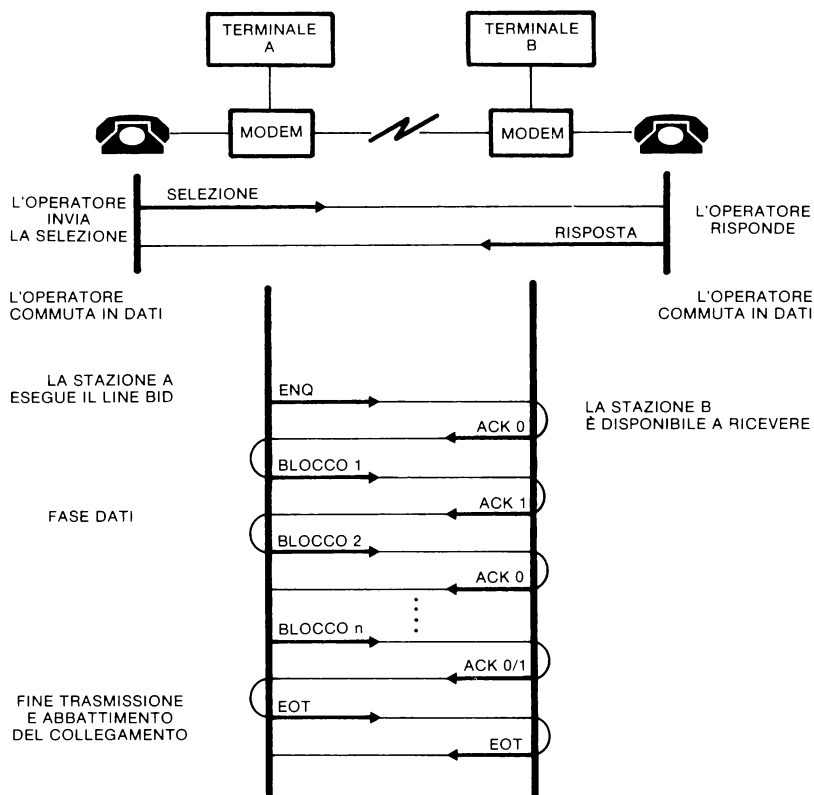 TERMINALE
A
TERMINALE
B
MODEM
MODEM
L'OPERATORE
INVIA
LA SELEZIONE
SELEZIONE
RISPOSTA
L'OPERATORE
RISPONDE
L'OPERATORE
COMMUTA IN DATI
L'OPERATORE
COMMUTA IN DATI
LA STAZIONE A
ESEGUE IL LINE BID
ENQ
ACK 0
LA STAZIONE B
È DISPONIBILE A RICEVERE
BLOCCO 1
ACK 1
FASE DATI
BLOCCO 2
ACK 0
BLOCCO n
ACK 0/1
FINE TRASMISSIONE
E ABBATTIMENTO
DEL COLLEGAMENTO
EOT
EOT